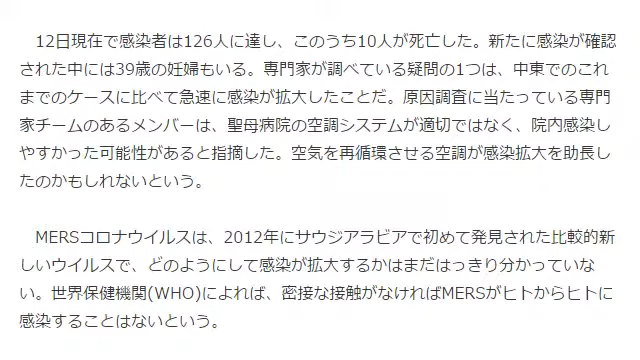 12日現在で感染者は126人に達し、このうち10人が死亡した。新たに感染が確認
された中には39歳の妊婦もいる。専門家が調べている疑問の1つは、中東でのこれ
までのケースに比べて急速に感染が拡大したことだ。原因調査に当たっている専門
家チームのあるメンバーは、聖母病院の空調システムが適切ではなく、院内感染し
やすかった可能性があると指摘した。空気を再循環させる空調が感染拡大を助長し
たのかもしれないという。
MERSコロナウイルスは、2012年にサウジアラビアで初めて発見された比較的新
しいウイルスで、どのようにして感染が拡大するかはまだはっきり分かっていな
い。世界保健機関(WHO)によれば、密接な接触がなければMERSがヒトからヒトに
感染することはないという。